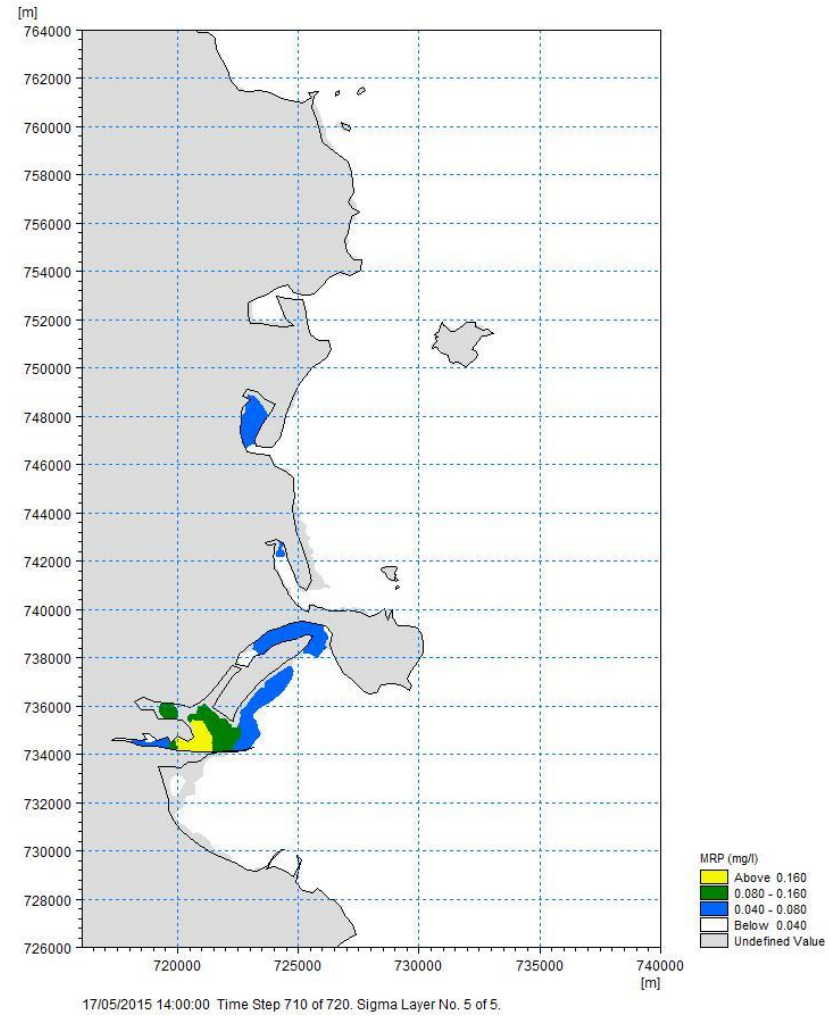 [m]
764000
762000
760000
758000
756000
754000
752000
750000
748000
746000
744000
742000
740000
738000
736000
734000
732000
730000
728000
726000
720000 725000 730000 735000 740000
[m]
MRP (mg/l)
Above 0.160
0.080 - 0.160
0.040 - 0.080
Below 0.040
Undefined Value
17/05/2015 14:00:00 Time Step 710 of 720. Sigma Layer No. 5 of 5.